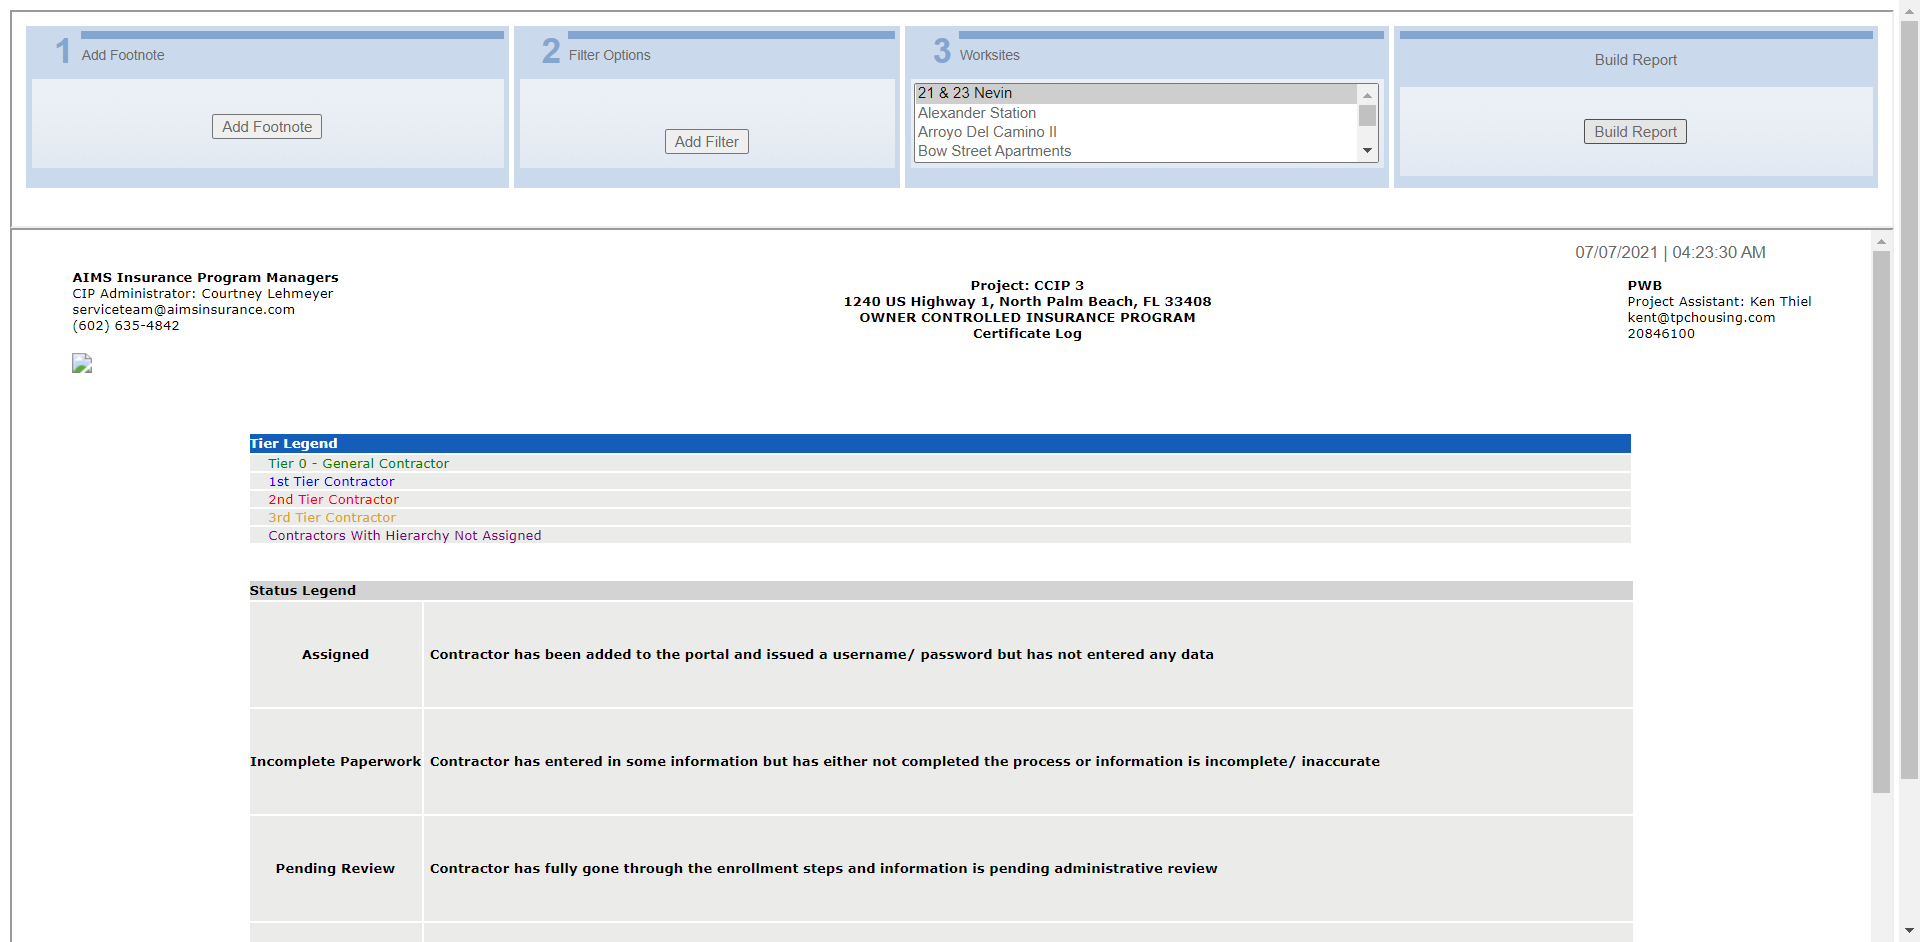 1 Add Footnote
Add Footnote
2 Filter Options
Add Filter
3 Worksites
21 & 23 Nevin
Alexander Station
Arroyo Del Camino II
Bow Street Apartments
Build Report
Build Report
07/07/2021 | 04:23:30 AM
AIMS Insurance Program Managers
CIP Administrator: Courtney Lehmeyer
serviceteam@aimsinsurance.com
(602) 635-4842
Project: CCIP 3
1240 US Highway 1, North Palm Beach, FL 33408
OWNER CONTROLLED INSURANCE PROGRAM
Certificate Log
PWB
Project Assistant: Ken Thiel
kent@tpchousing.com
20846100
Tier Legend
Tier 0 - General Contractor
1st Tier Contractor
2nd Tier Contractor
3rd Tier Contractor
Contractors With Hierarchy Not Assigned
Status Legend
Assigned Contractor has been added to the portal and issued a username/ password but has not entered any data
Incomplete Paperwork Contractor has entered in some information but has either not completed the process or information is incomplete/ inaccurate
Pending Review Contractor has fully gone through the enrollment steps and information is pending administrative review